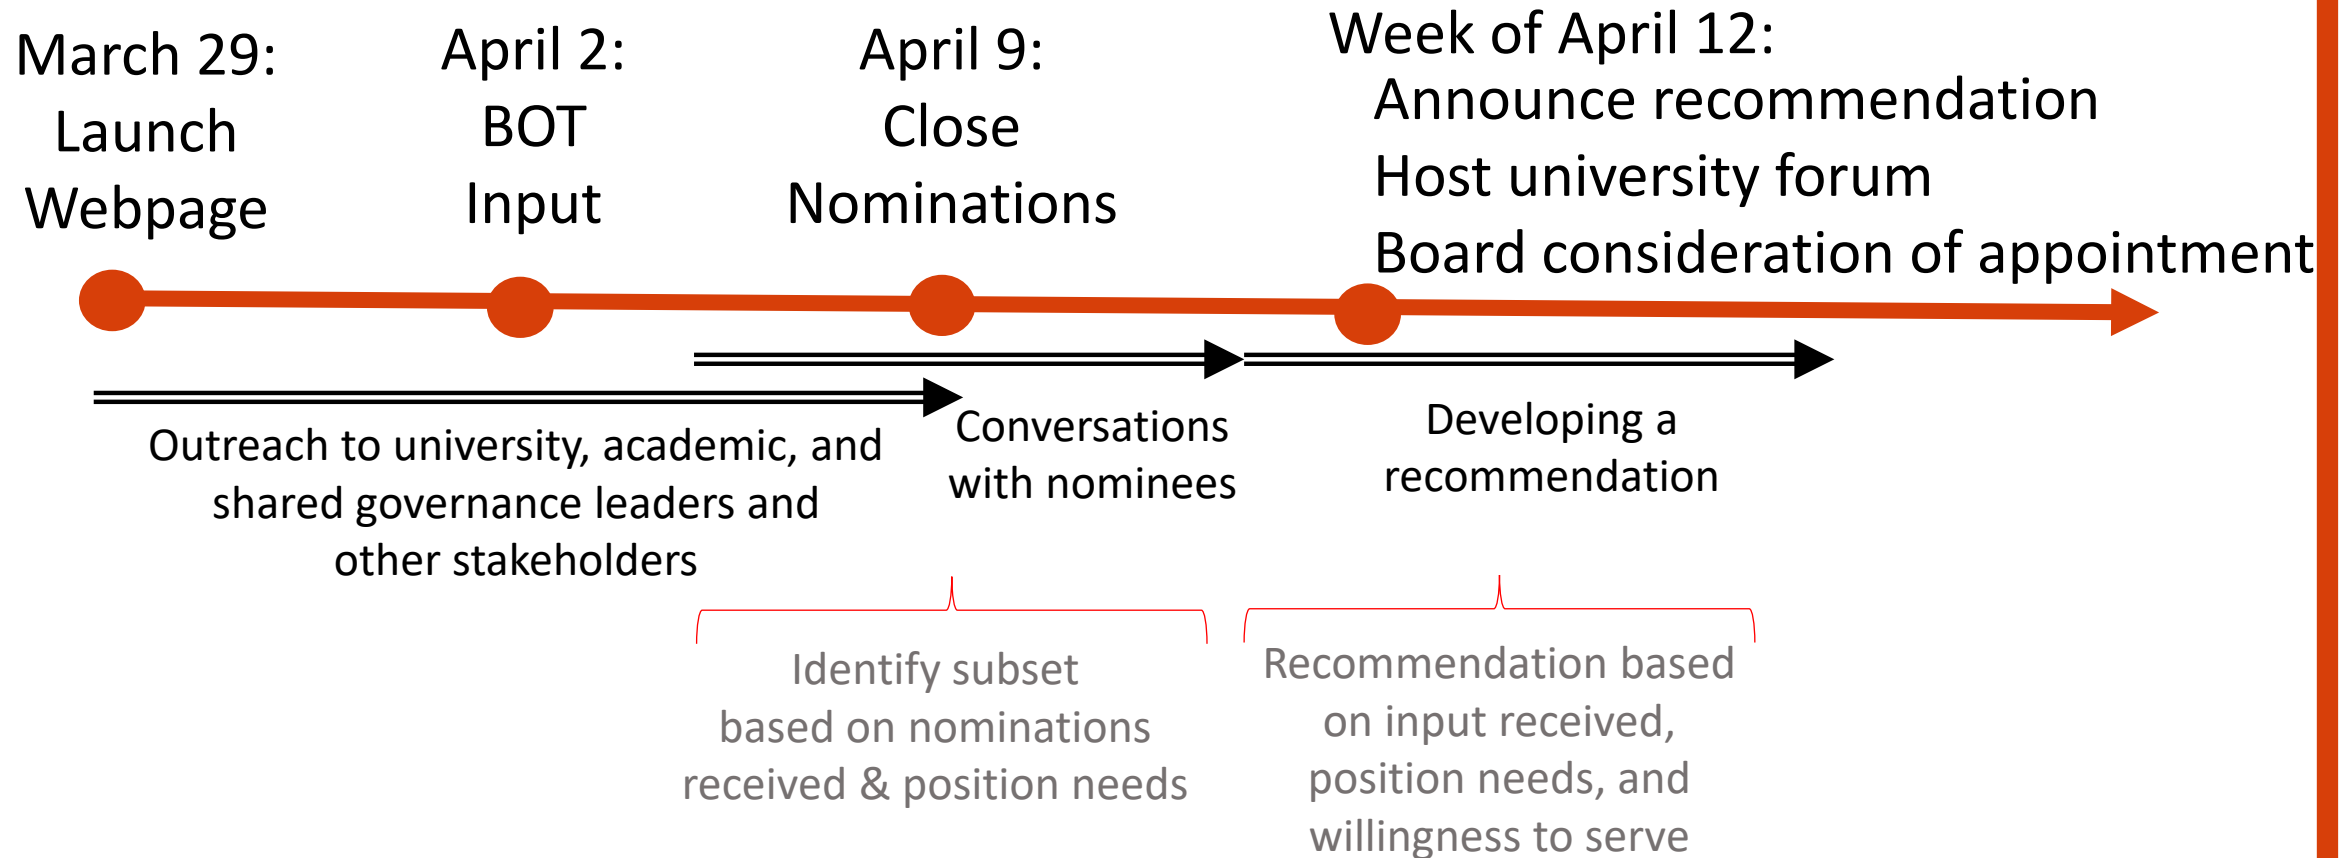 March 29:
Launch
Webpage
April 2:
BOT
Input
April 9:
Close
Nominations
Week of April 12:
Announce recommendation
Host university forum
Board consideration of appointment
Outreach to university, academic, and
shared governance leaders and
other stakeholders
Conversations
with nominees
Developing a
recommendation
Identify subset
based on nominations
received & position needs
Recommendation based
on input received,
position needs, and
willingness to serve